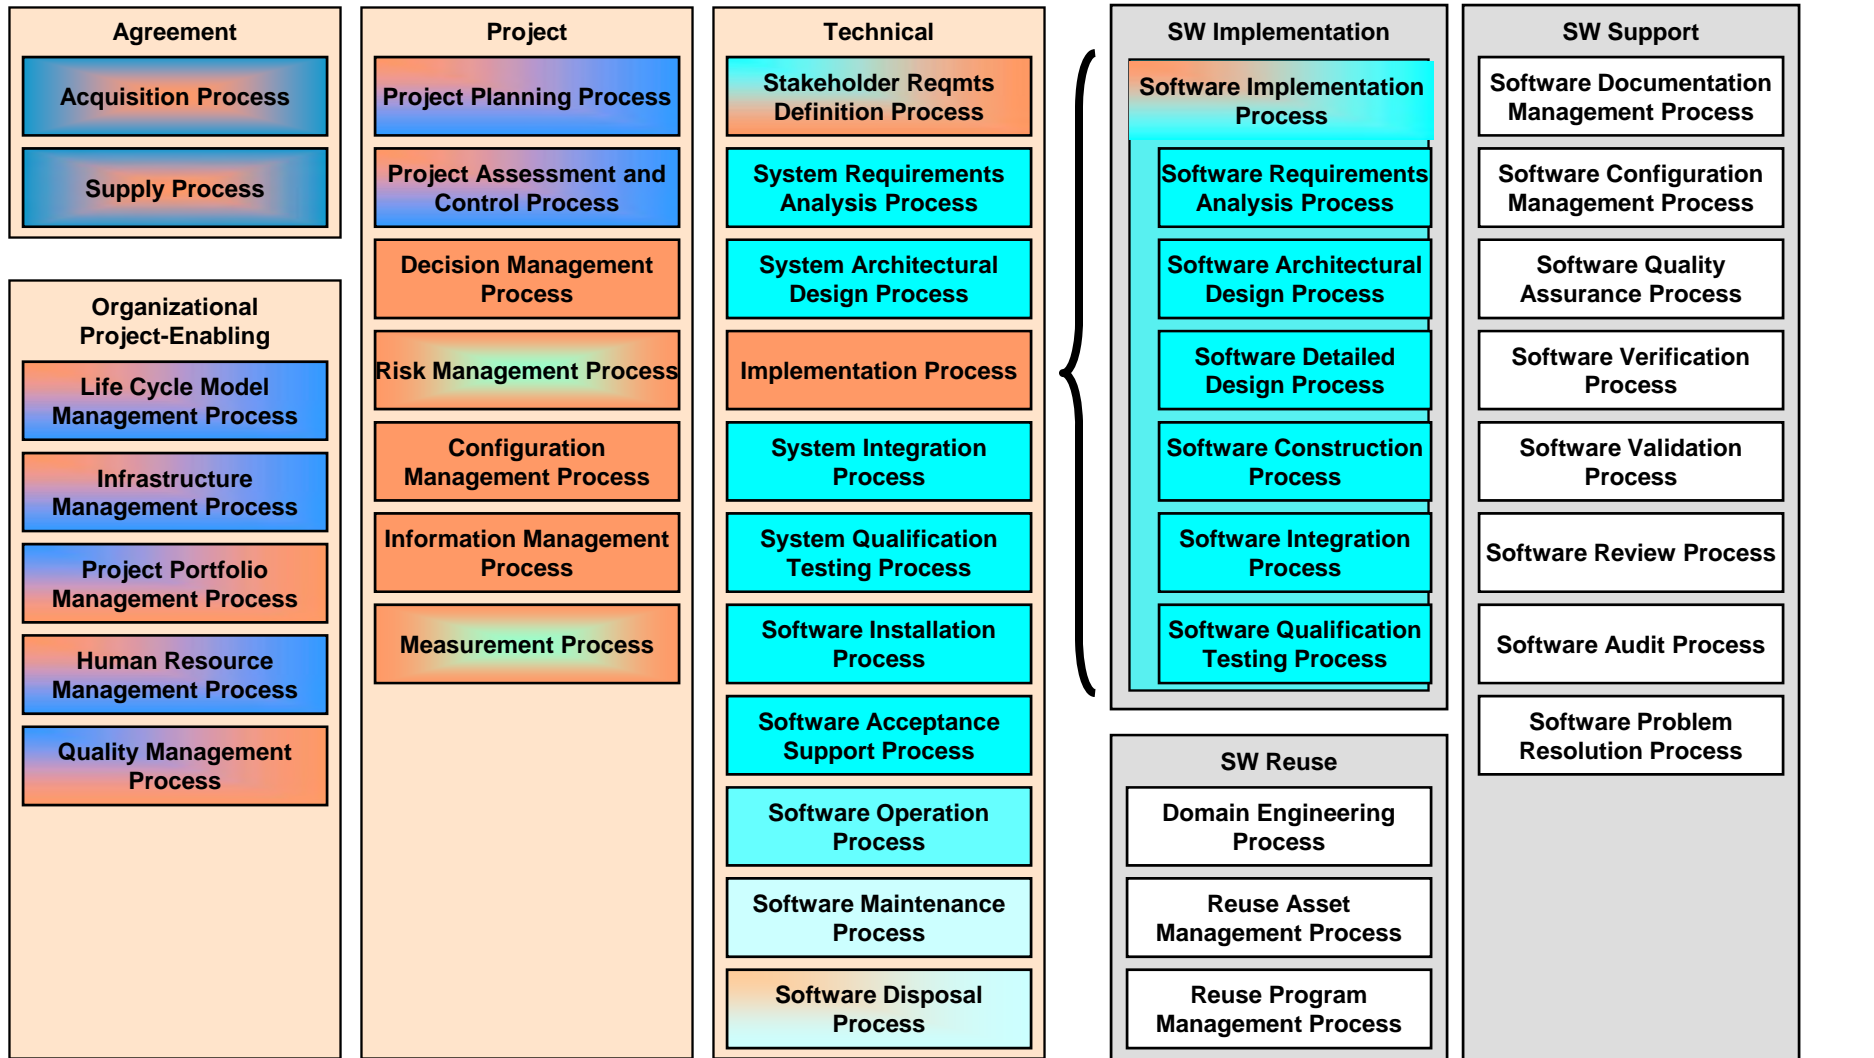 Agreement
Acquisition Process
Supply Process
Organizational
Project-Enabling
Life Cycle Model
Management Process
Infrastructure
Management Process
Project Portfolio
Management Process
Human Resource
Management Process
Quality Management
Process
Project
Project Planning Process
Project Assessment and
Control Process
Decision Management
Process
Risk Management Process
Configuration
Management Process
Information Management
Process
Measurement Process
Technical
Stakeholder Reqmts
Definition Process
System Requirements
Analysis Process
System Architectural
Design Process
Implementation Process
System Integration
Process
System Qualification
Testing Process
Software Installation
Process
Software Acceptance
Support Process
Software Operation
Process
Software Maintenance
Process
Software Disposal
Process
SW Implementation
Software Implementation
Process
Software Requirements
Analysis Process
Software Architectural
Design Process
Software Detailed
Design Process
Software Construction
Process
Software Integration
Process
Software Qualification
Testing Process
SW Reuse
Domain Engineering
Process
Reuse Asset
Management Process
Reuse Program
Management Process
SW Support
Software Documentation
Management Process
Software Configuration
Management Process
Software Quality
Assurance Process
Software Verification
Process
Software Validation
Process
Software Review Process
Software Audit Process
Software Problem
Resolution Process